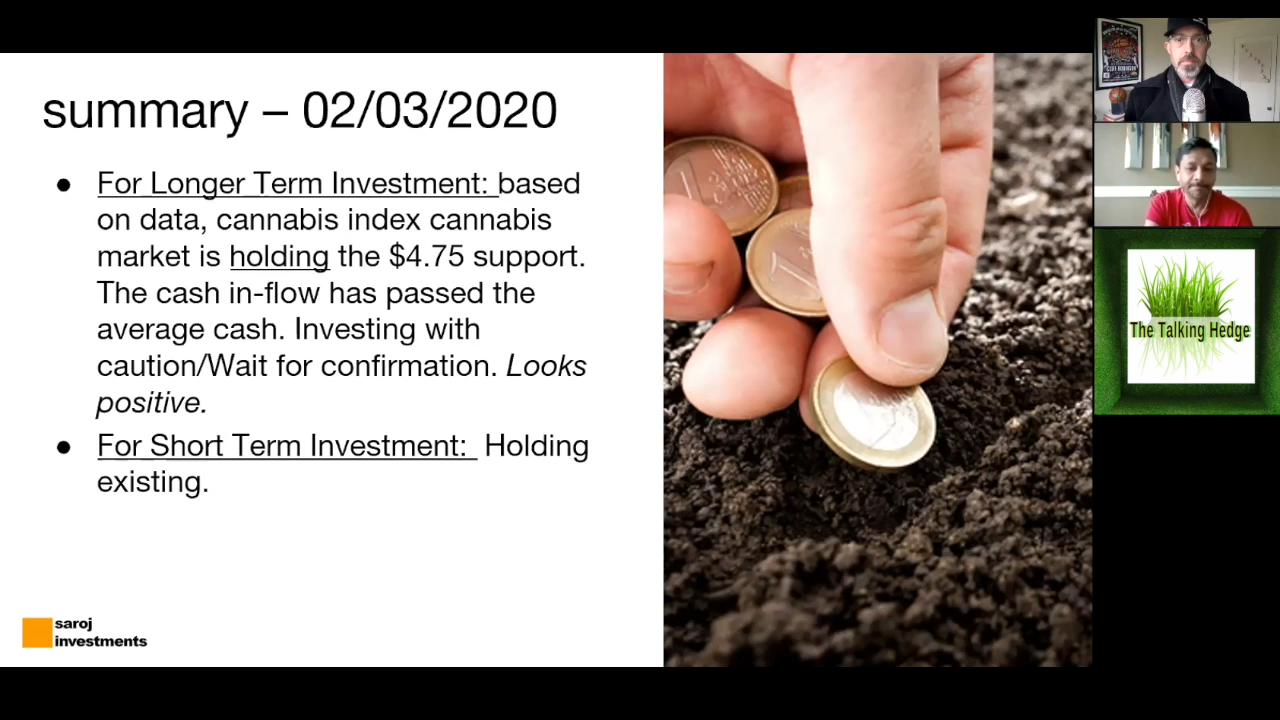 summary – 02/03/2020
● For Longer Term Investment: based
on data, cannabis index cannabis
market is holding the $4.75 support.
The cash in-flow has passed the
average cash. Investing with
caution/Wait for confirmation. Looks
positive.
● For Short Term Investment:  Holding
existing.
saroj
investments
The Talking Hedge